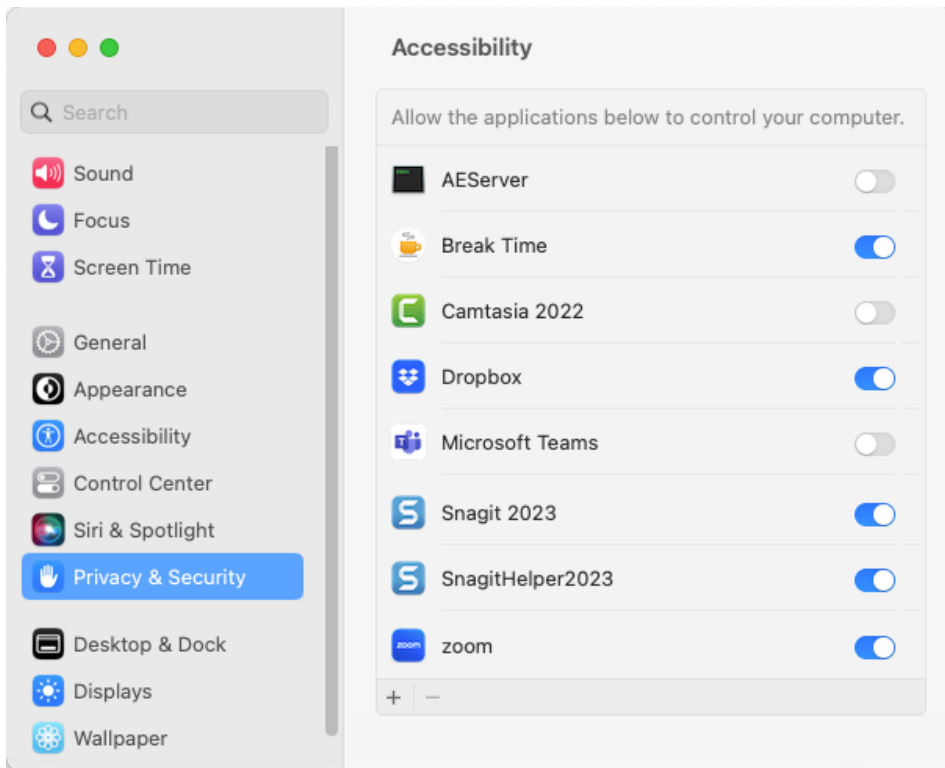 Search
Sound
Focus
Screen Time
General
Appearance
Accessibility
Control Center
Siri & Spotlight
Privacy & Security
Desktop & Dock
Displays
Wallpaper
Accessibility
Allow the applications below to control your computer.
AEServer
Break Time
Camtasia 2022
Dropbox
Microsoft Teams
Snagit 2023
SnagitHelper2023
zoom zoom
+ −